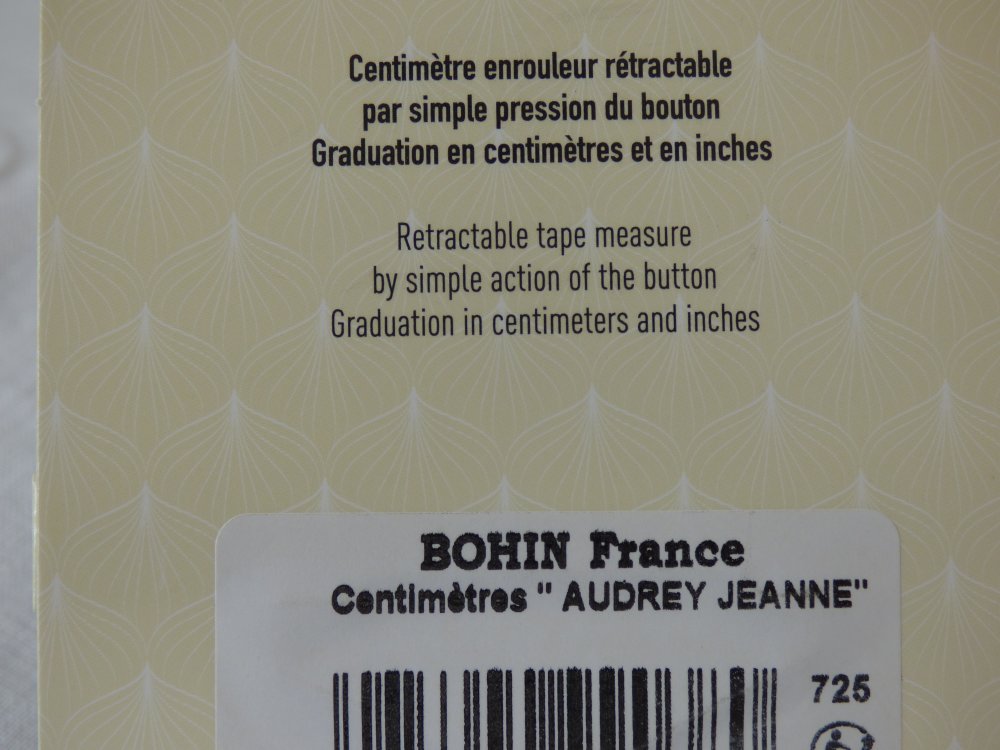 Centimètre enrouleur rétractable
par simple pression du bouton
Graduation en centimètres et en inches
Retractable tape measure
by simple action of the button
Graduation in centimeters and inches
BOHIN France
Centimètres " AUDREY JEANNE"
725